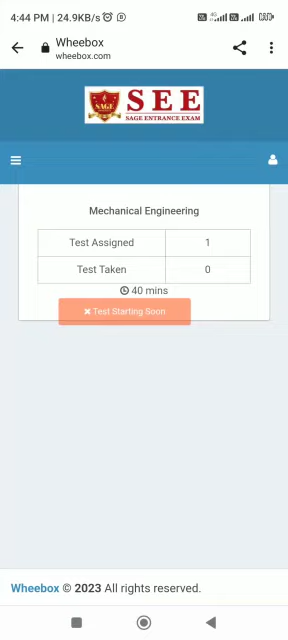 4:44 PM | 24.9KB/s
Wheebox
wheebox.com
SAGE
SEE
SAGE ENTRANCE EXAM
Mechanical Engineering
Test Assigned 1
Test Taken 0
40 mins
Test Starting Soon
Wheebox © 2023 All rights reserved.